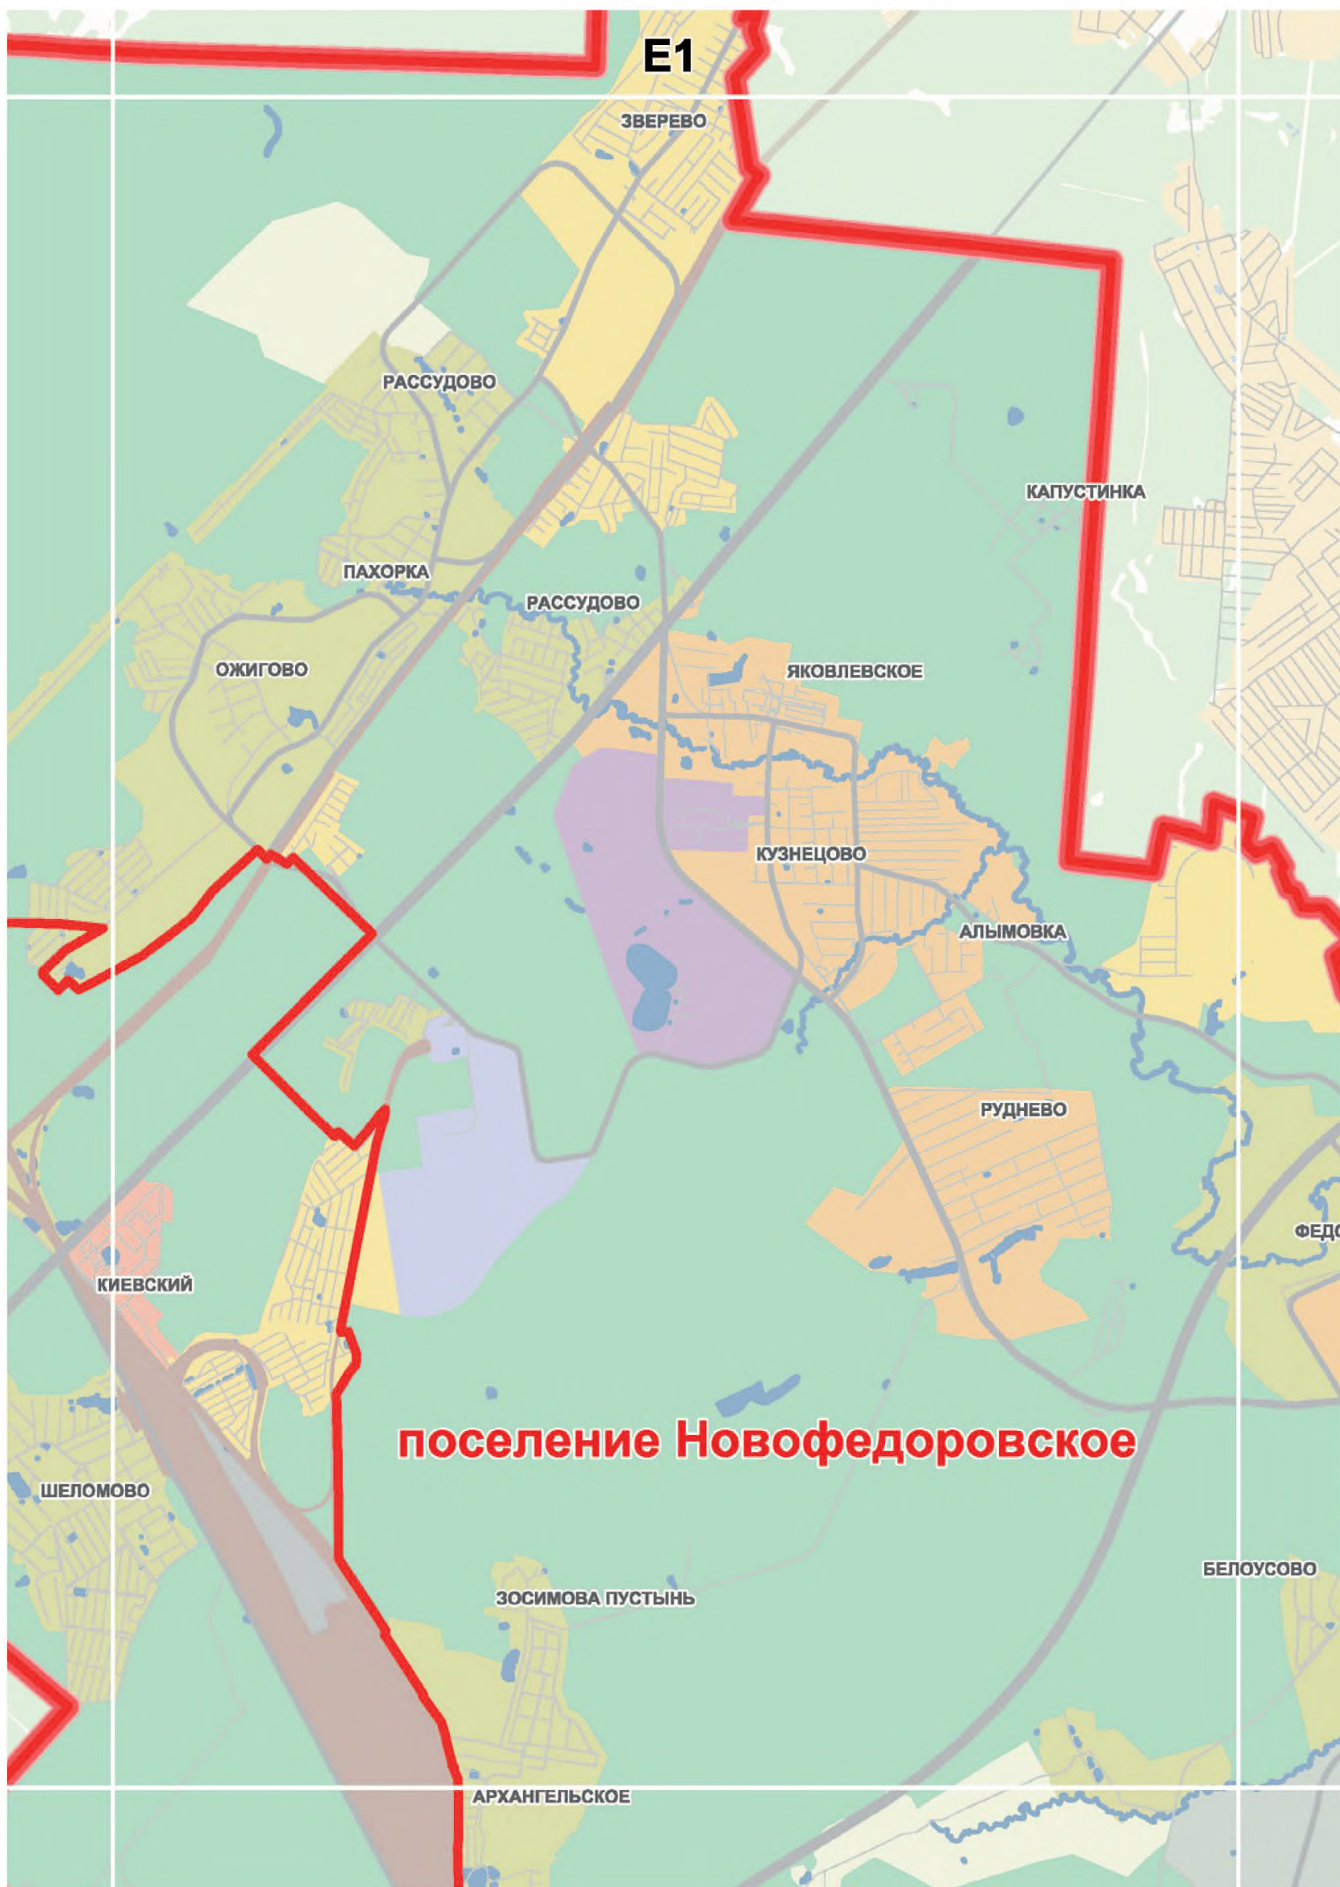 E1
ЗВЕРЕВО
РАССУДОВО
КАПУСТИНКА
ПАХОРКА
РАССУДОВО
ОЖИГОВО
ЯКОВЛЕВСКОЕ
КУЗНЕЦОВО
АЛЫМОВКА
РУДНЕВО
ФЕДО
КИЕВСКИЙ
поселение Новофедоровское
ШЕЛОМОВО
БЕЛОУСОВО
ЗОСИМОВА ПУСТЫНЬ
АРХАНГЕЛЬСКОЕ